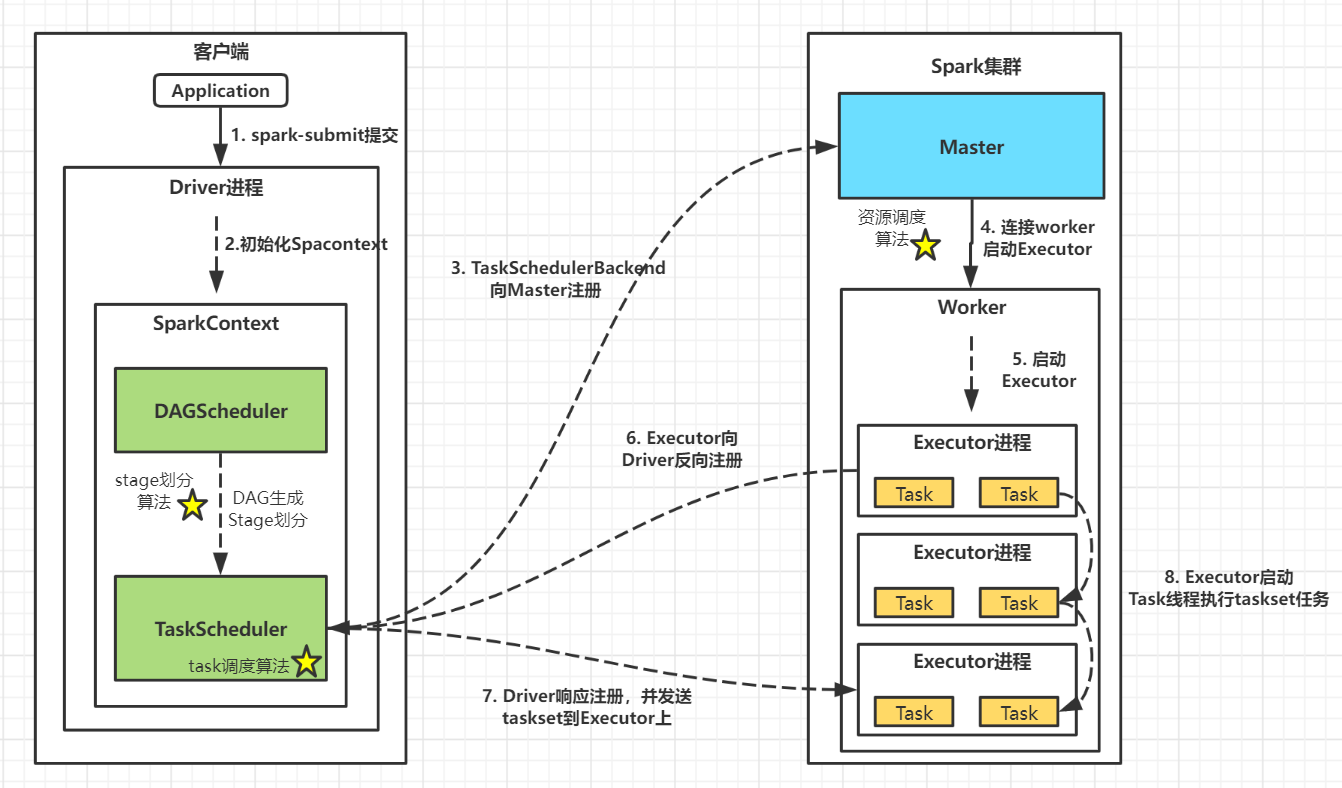 客户端
Application
1. spark-submit提交
Driver进程
2.初始化Spacontext
SparkContext
DAGScheduler
stage划分
算法
DAG生成
Stage划分
TaskScheduler
task调度算法
3. TaskSchedulerBackend
向Master注册
6. Executor向
Driver反向注册
7. Driver响应注册，并发送
taskset到Executor上
Spark集群
Master
资源调度
算法
4. 连接worker
启动Executor
Worker
5. 启动
Executor
Executor进程
Task
Task
Executor进程
Task
Task
Executor进程
Task
Task
8. Executor启动
Task线程执行taskset任务